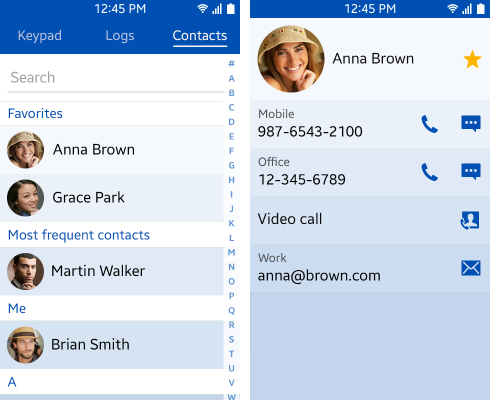 12:45 PM
Keypad Logs Contacts
Search
Favorites
Anna Brown
Grace Park
Most frequent contacts
Martin Walker
Me
Brian Smith
A
#
A
B
C
D
E
F
G
H
I
J
K
L
M
N
O
P
Q
R
S
T
U
V
W
12:45 PM
Anna Brown
Mobile
987-6543-2100
Office
12-345-6789
Video call
Work
anna@brown.com